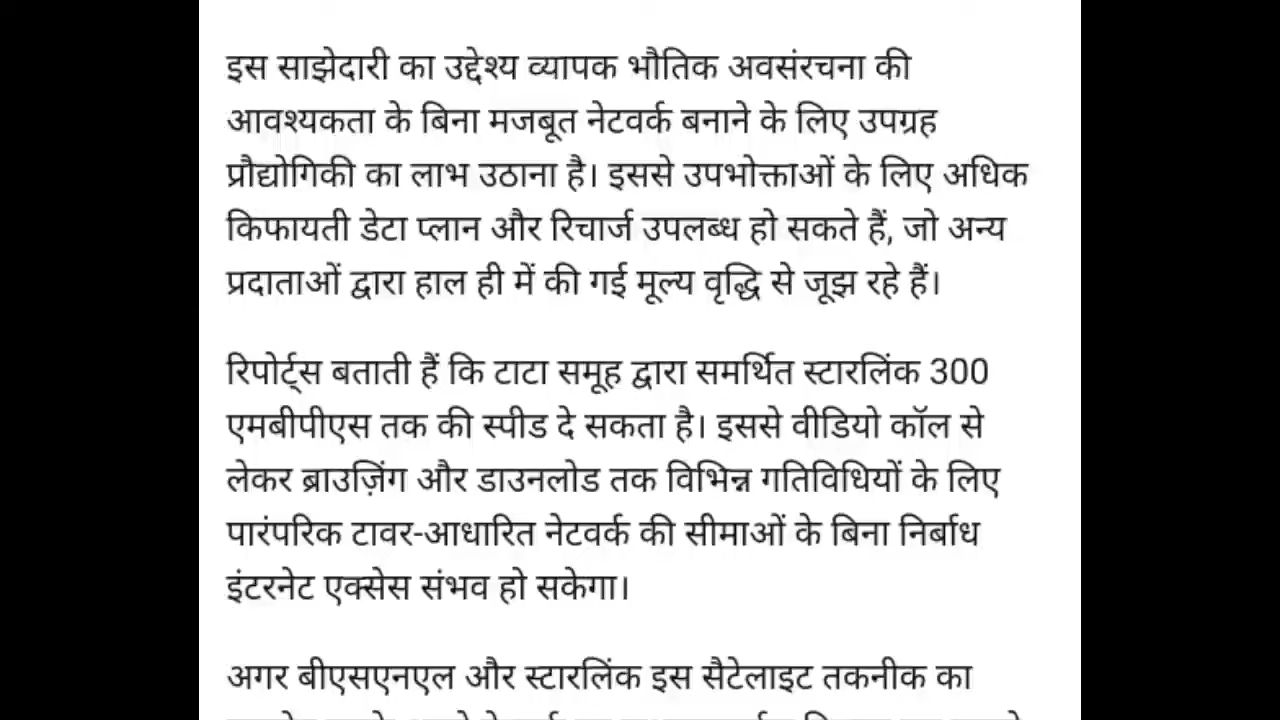 इस साझेदारी का उद्देश्य व्यापक भौतिक अवसंरचना की
आवश्यकता के बिना मजबूत नेटवर्क बनाने के लिए उपग्रह
प्रौद्योगिकी का लाभ उठाना है। इससे उपभोक्ताओं के लिए अधिक
किफायती डेटा प्लान और रिचार्ज उपलब्ध हो सकते हैं, जो अन्य
प्रदाताओं द्वारा हाल ही में की गई मूल्य वृद्धि से जूझ रहे हैं।
रिपोर्ट्स बताती हैं कि टाटा समूह द्वारा समर्थित स्टारलिंक 300
एमबीपीएस तक की स्पीड दे सकता है। इससे वीडियो कॉल से
लेकर ब्राउज़िंग और डाउनलोड तक विभिन्न गतिविधियों के लिए
पारंपरिक टावर-आधारित नेटवर्क की सीमाओं के बिना निर्बाध
इंटरनेट एक्सेस संभव हो सकेगा।
अगर बीएसएनएल और स्टारलिंक इस सैटेलाइट तकनीक का